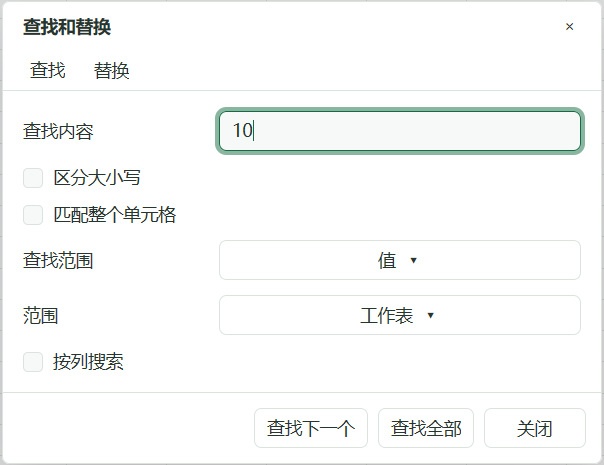 查找和替换 ×
查找 替换
查找内容 10
区分大小写
匹配整个单元格
查找范围 值
范围 工作表
按列搜索
查找下一个 查找全部 关闭